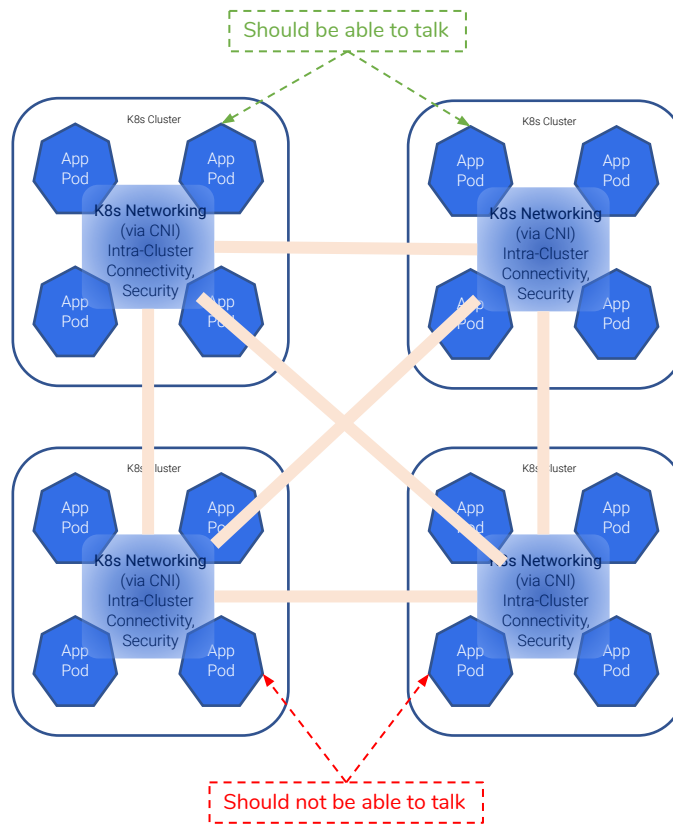 Should be able to talk
K8s Cluster
App
Pod
App
Pod
K8s Networking
(via CNI)
Intra-Cluster
Connectivity,
Security
App
Pod
App
Pod
K8s Cluster
App
Pod
App
Pod
K8s Networking
(via CNI)
Intra-Cluster
Connectivity,
Security
App
Pod
App
Pod
K8s Cluster
App
Pod
App
Pod
K8s Networking
(via CNI)
Intra-Cluster
Connectivity,
Security
App
Pod
App
Pod
K8s Cluster
App
Pod
App
Pod
K8s Networking
(via CNI)
Intra-Cluster
Connectivity,
Security
App
Pod
App
Pod
Should not be able to talk